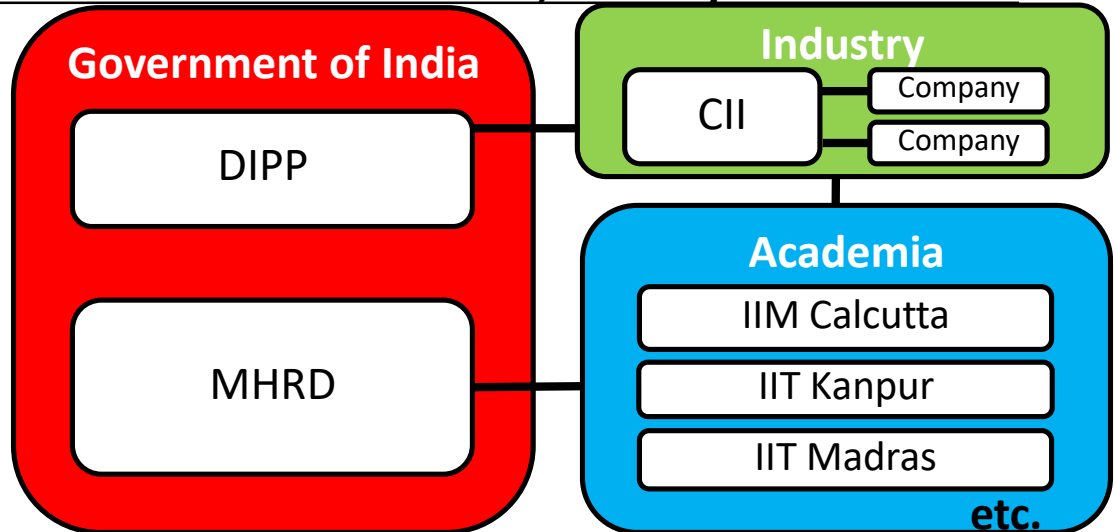 Government of India
DIPP
MHRD
Industry
CII
Company
Company
Academia
IIM Calcutta
IIT Kanpur
IIT Madras
etc.